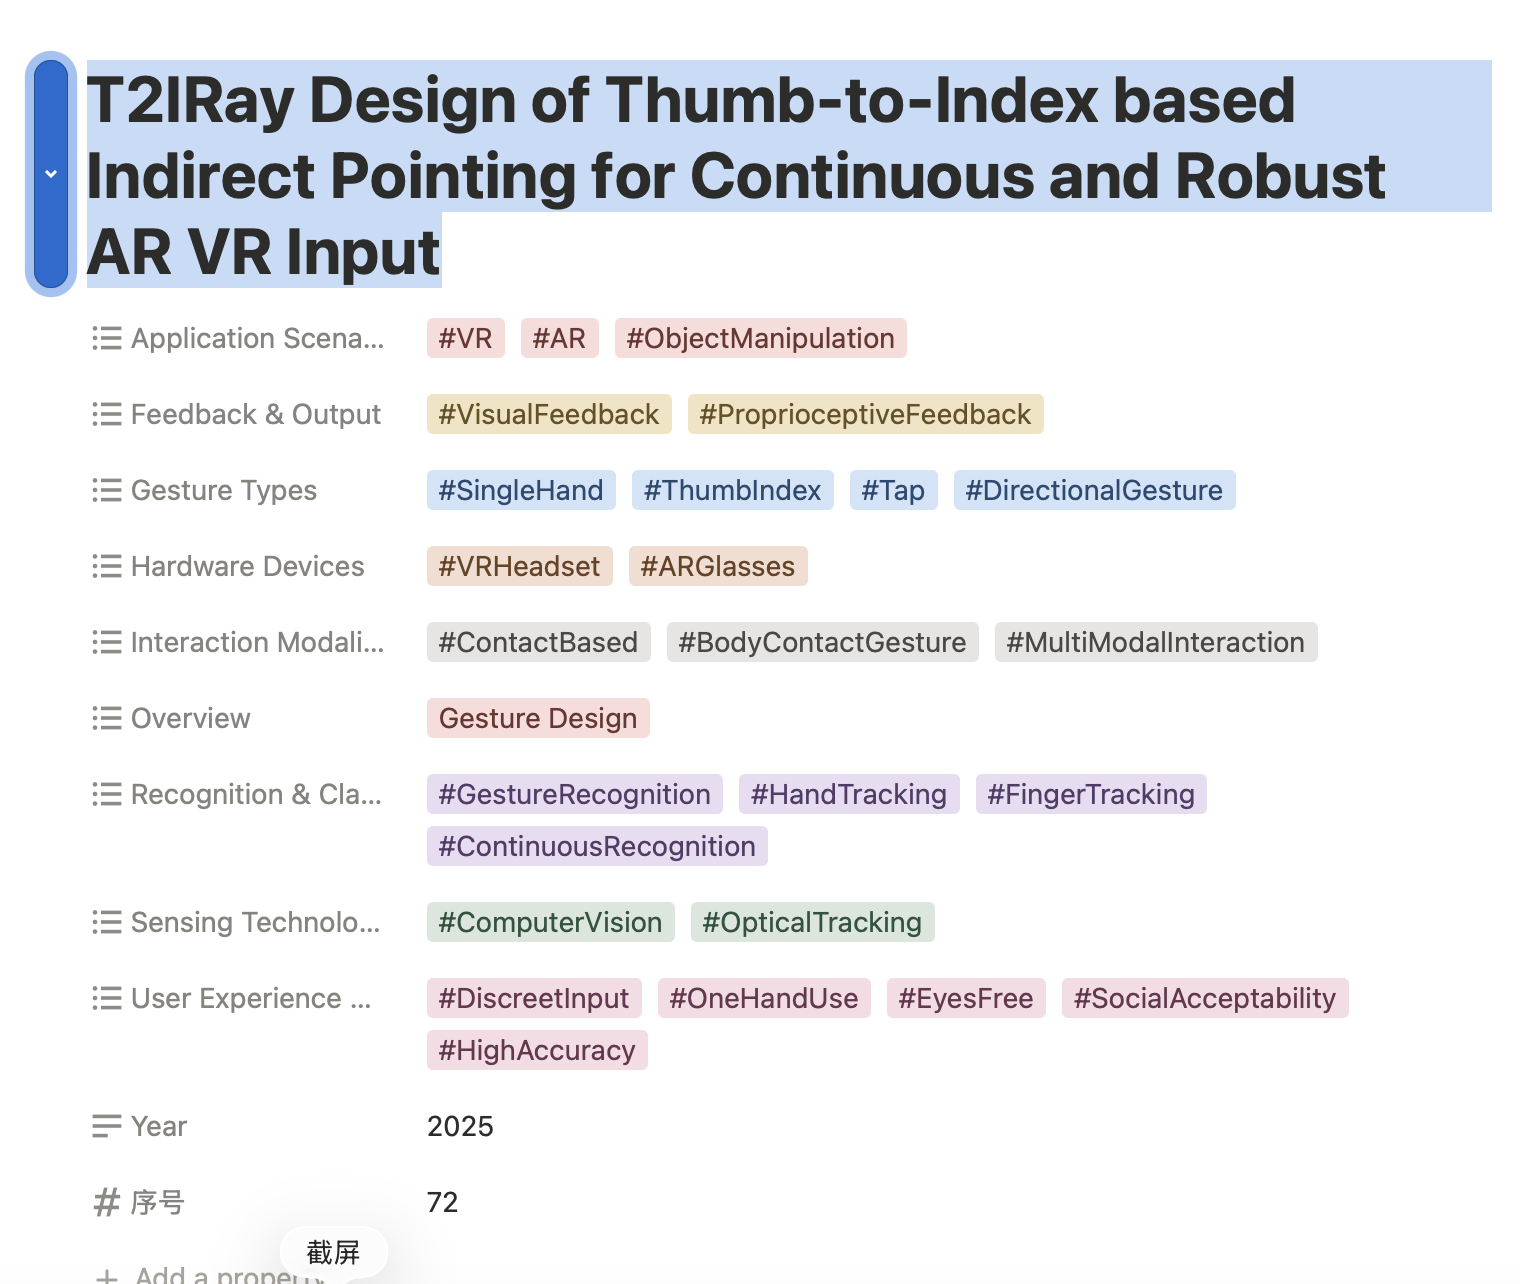 T2IRay Design of Thumb-to-Index based
Indirect Pointing for Continuous and Robust
AR VR Input
Application Scena... #VR #AR #ObjectManipulation
Feedback & Output #VisualFeedback #ProprioceptiveFeedback
Gesture Types #SingleHand #ThumbIndex #Tap #DirectionalGesture
Hardware Devices #VRHeadset #ARGlasses
Interaction Modali... #ContactBased #BodyContactGesture #MultiModalInteraction
Overview Gesture Design
Recognition & Cla... #GestureRecognition #HandTracking #FingerTracking
#ContinuousRecognition
Sensing Technolo... #ComputerVision #OpticalTracking
User Experience ... #DiscreetInput #OneHandUse #EyesFree #SocialAcceptability
#HighAccuracy
Year 2025
序号 72
截屏
+ Add a property